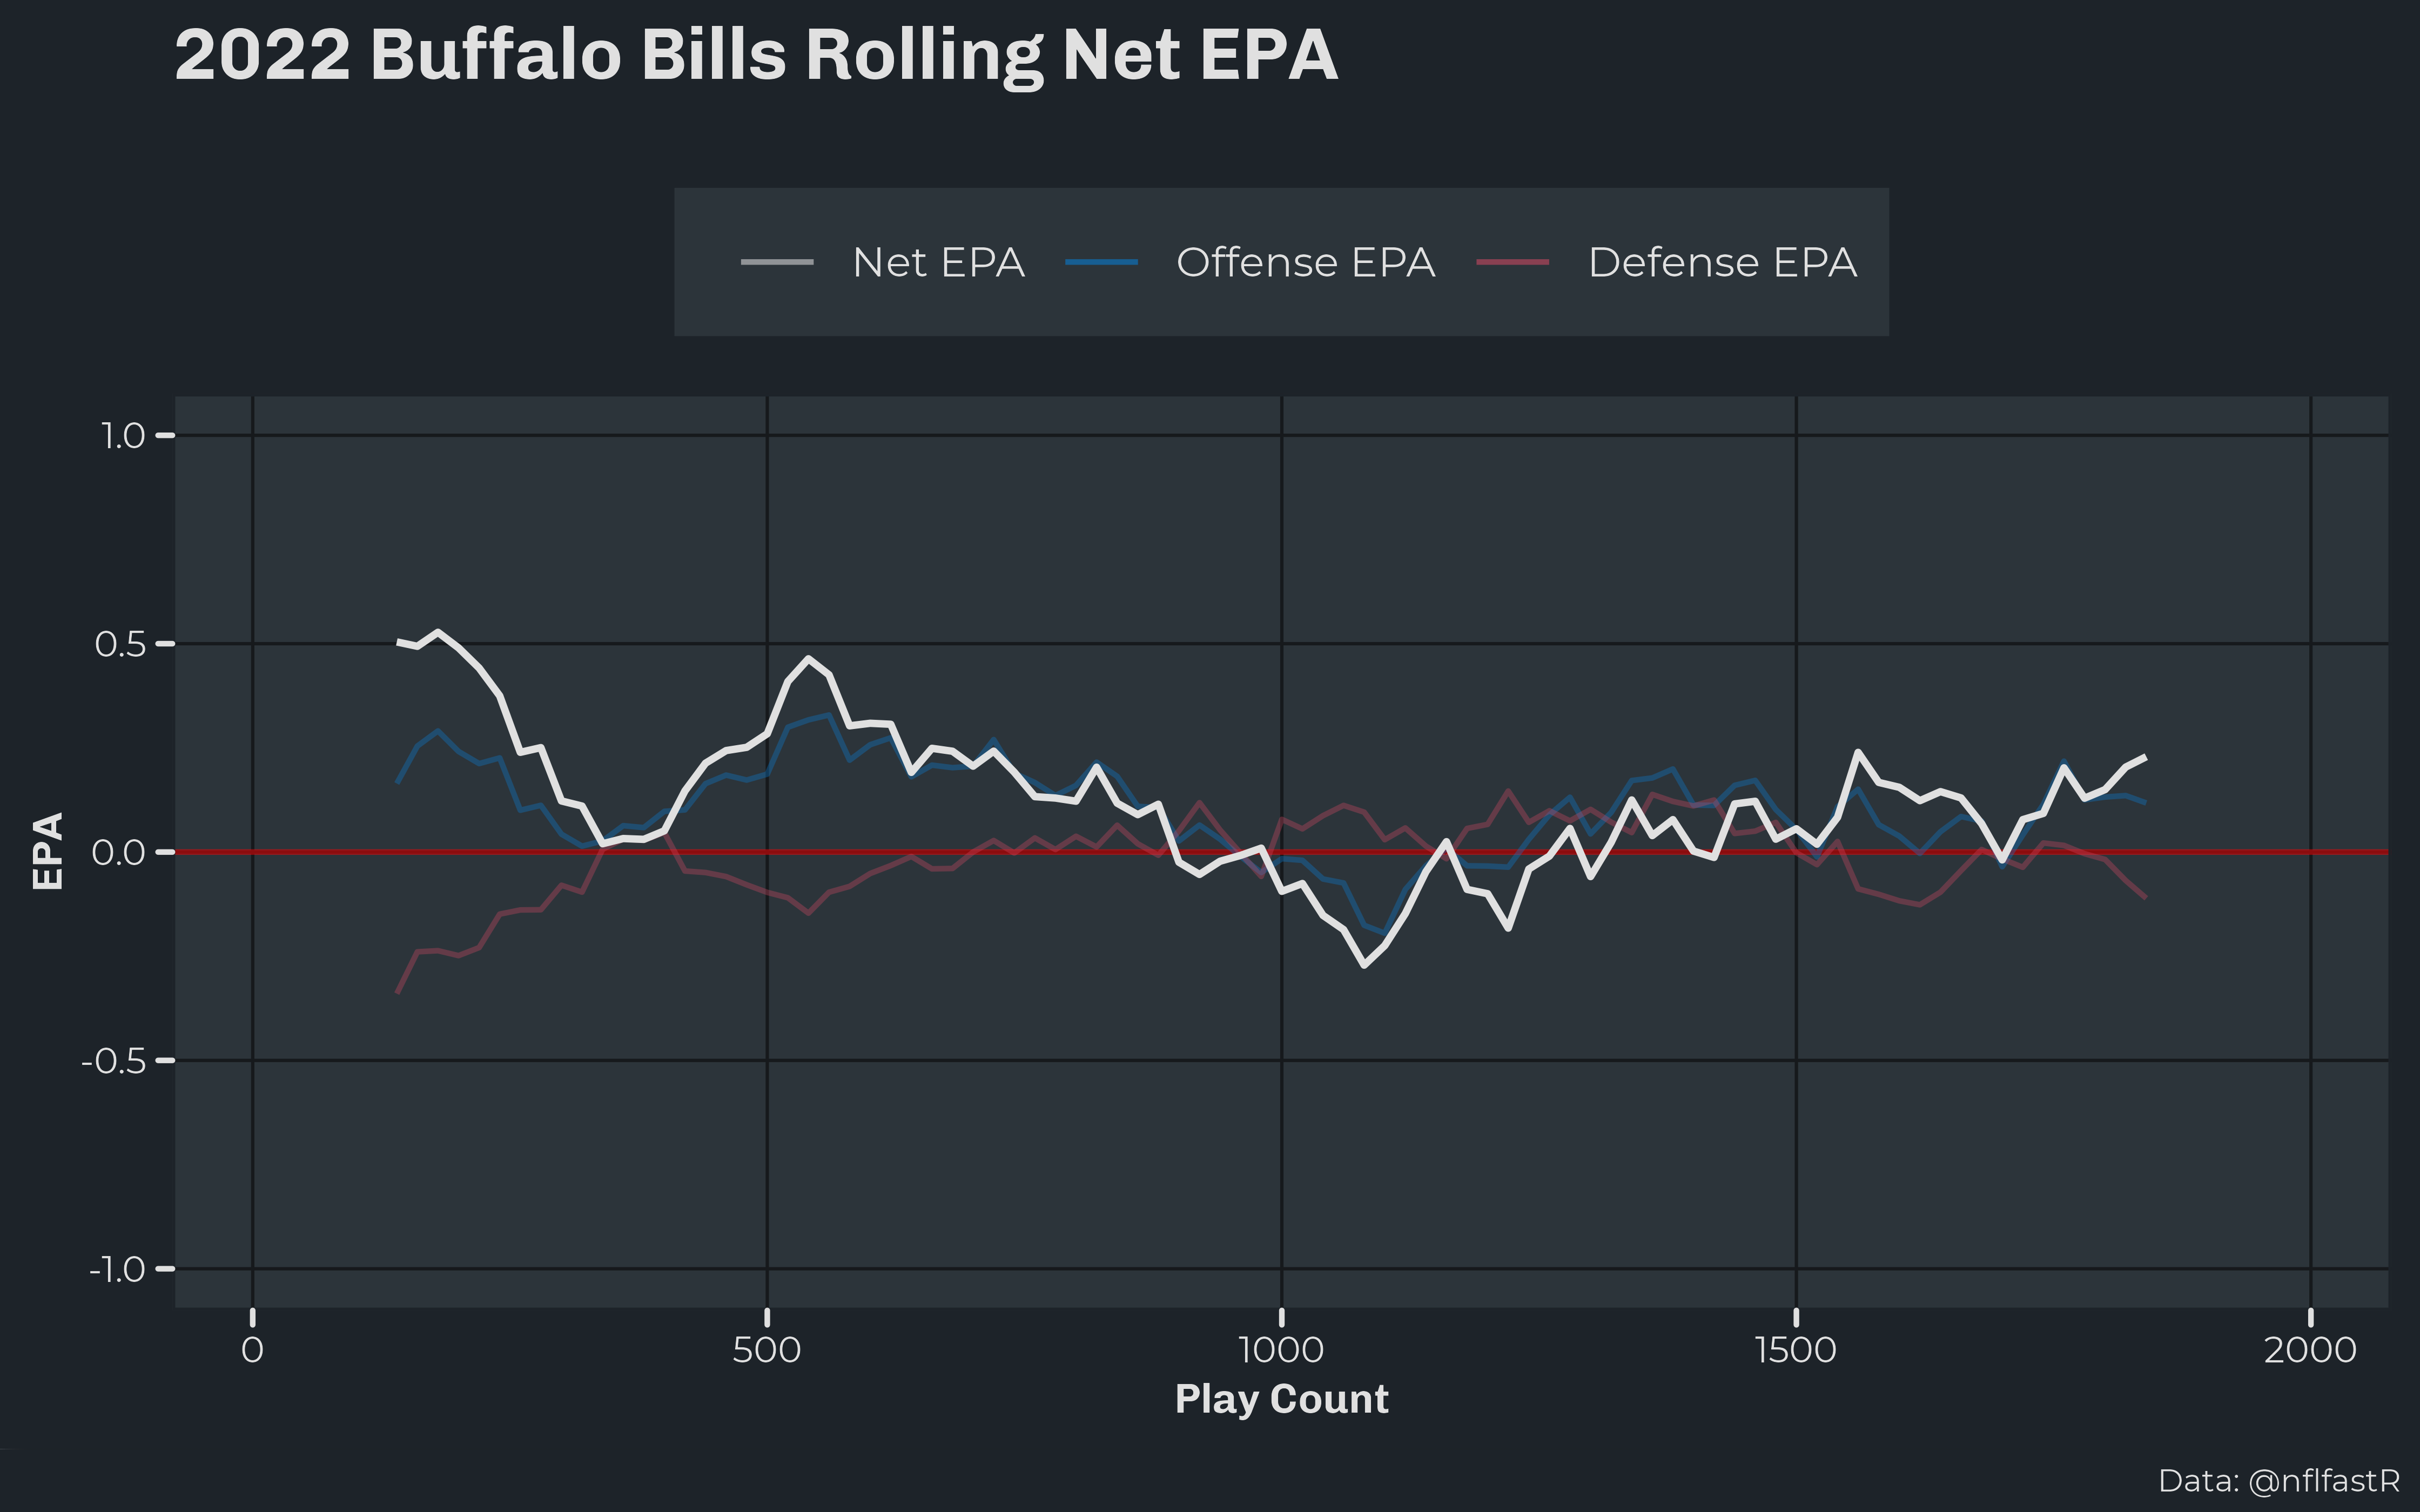 2022 Buffalo Bills Rolling Net EPA
Net EPA Offense EPA Defense EPA
1.0
0.5
0.0
-0.5
-1.0
EPA
0 500 1000 1500 2000
Play Count
Data: @nflfastR